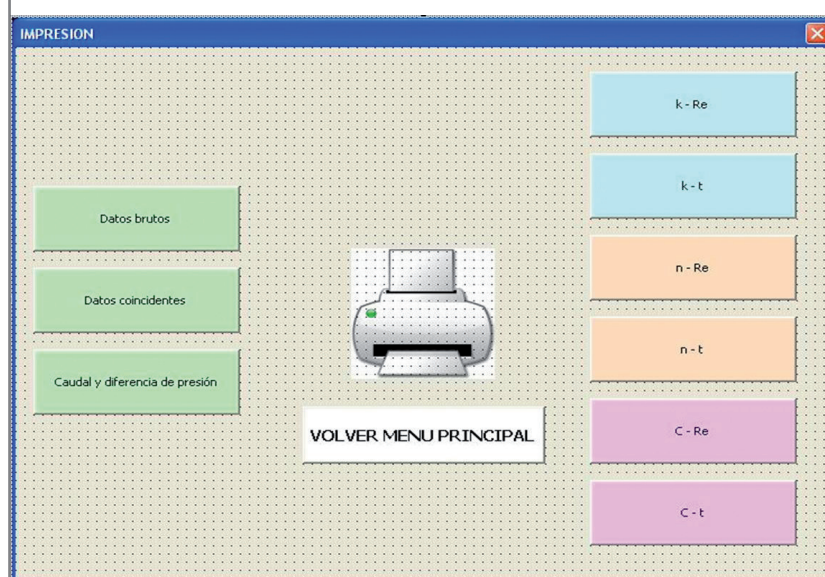 IMPRESION
Datos brutos
Datos coincidentes
Caudal y diferencia de presión
VOLVER MENU PRINCIPAL
k - Re
k - t
n - Re
n - t
C - Re
C - t